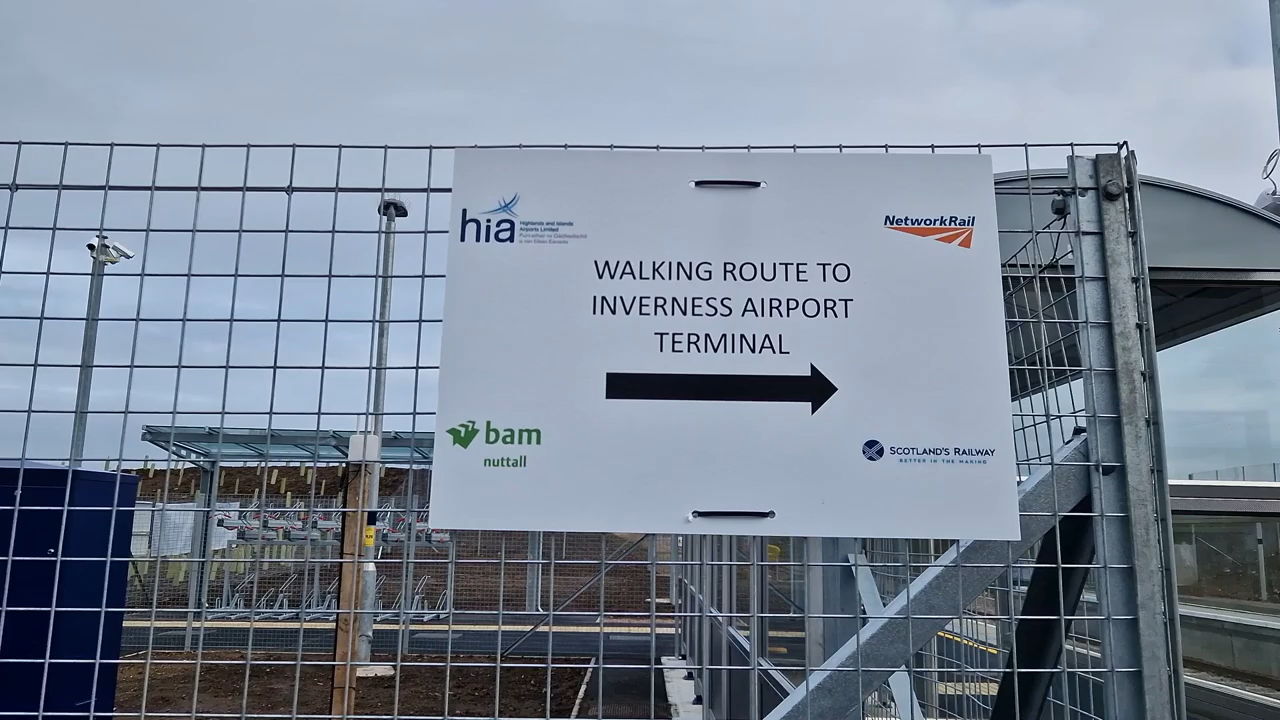 hia
Highlands and Islands
Airports Limited
NetworkRail
WALKING ROUTE TO
INVERNESS AIRPORT
TERMINAL
bam
nuttall
SCOTLAND'S RAILWAY
BETTER IN THE MAKING